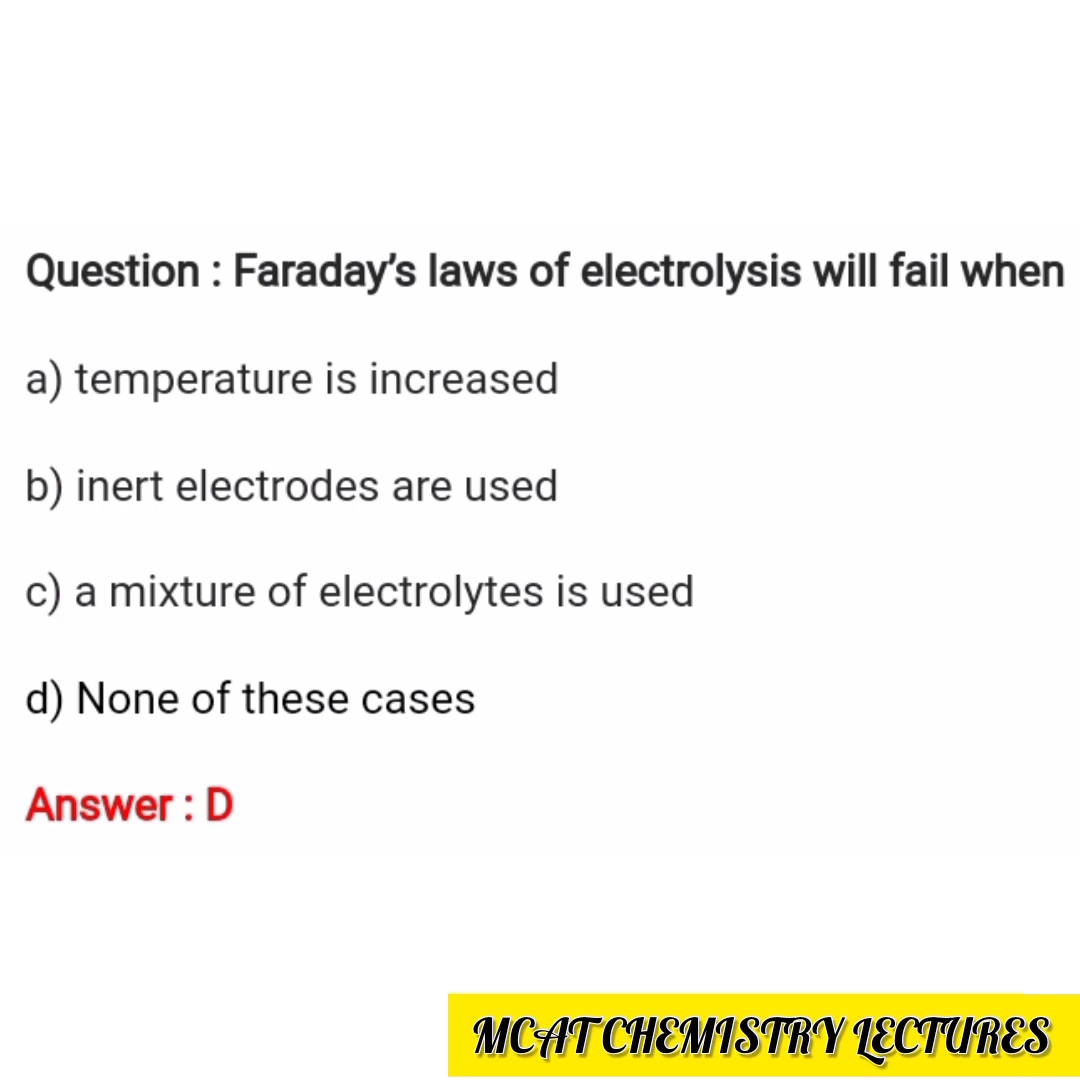 Question : Faraday's laws of electrolysis will fail when
a) temperature is increased
b) inert electrodes are used
c) a mixture of electrolytes is used
d) None of these cases
Answer : D
MCAT CHEMISTRY LECTURES